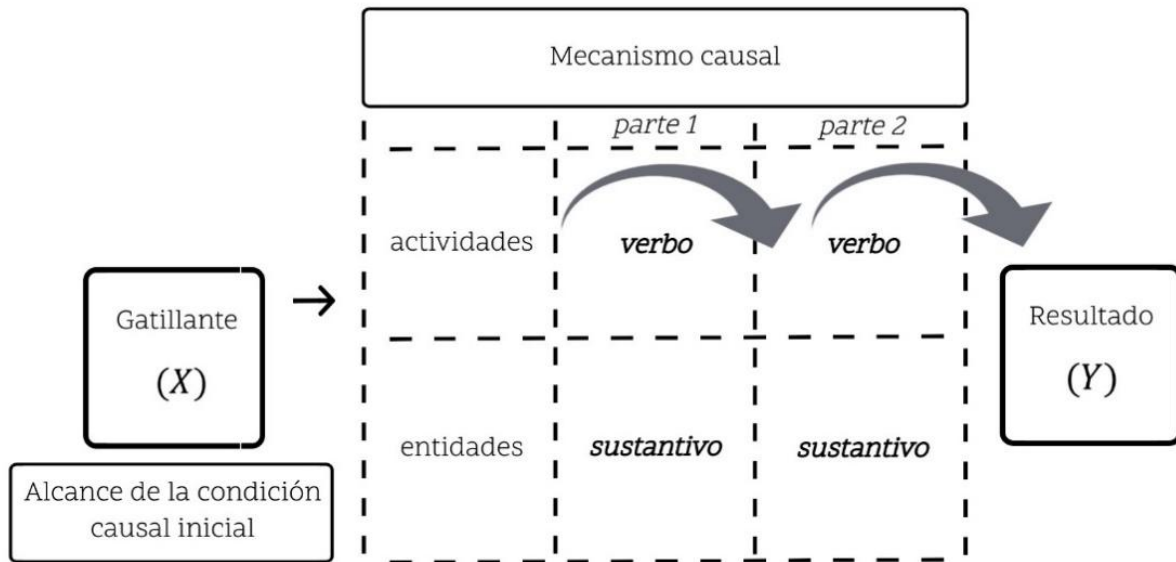 Mecanismo causal
parte 1
parte 2
actividades
verbo
verbo
Gatillante
(X)
Resultado
(Y)
entidades
sustantivo
sustantivo
Alcance de la condición
causal inicial